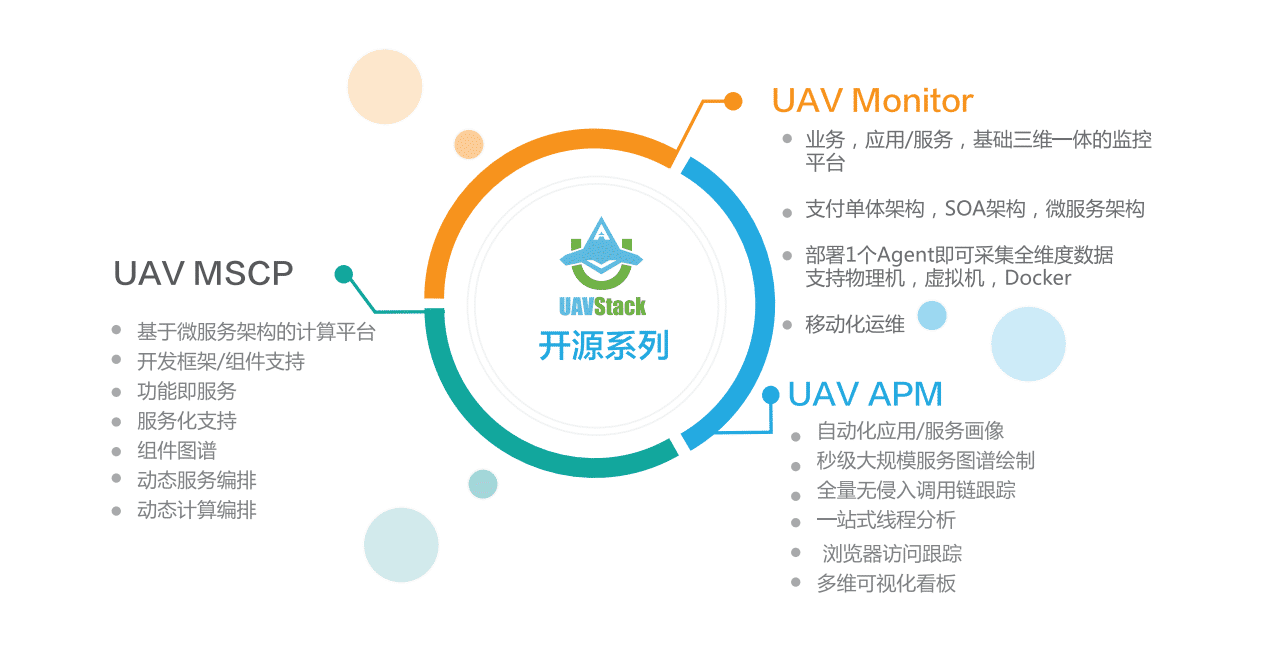 UAV Monitor
业务，应用/服务，基础三维一体的监控
平台
支付单体架构，SOA架构，微服务架构
部署1个Agent即可采集全维度数据
支持物理机，虚拟机，Docker
移动化运维
UAV MSCP
基于微服务架构的计算平台
开发框架/组件支持
功能即服务
服务化支持
组件图谱
动态服务编排
动态计算编排
A
UAVStack
开源系列
UAV APM
自动化应用/服务画像
秒级大规模服务图谱绘制
全量无侵入调用链跟踪
一站式线程分析
浏览器访问跟踪
多维可视化看板